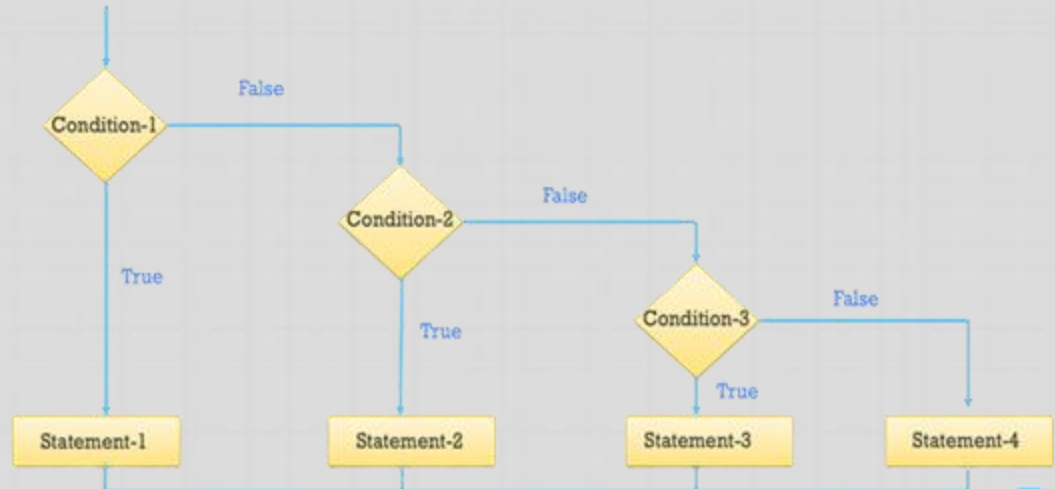 False
Condition-1
False
Condition-2
True
False
Condition-3
True
True
Statement-1
Statement-2
Statement-3
Statement-4